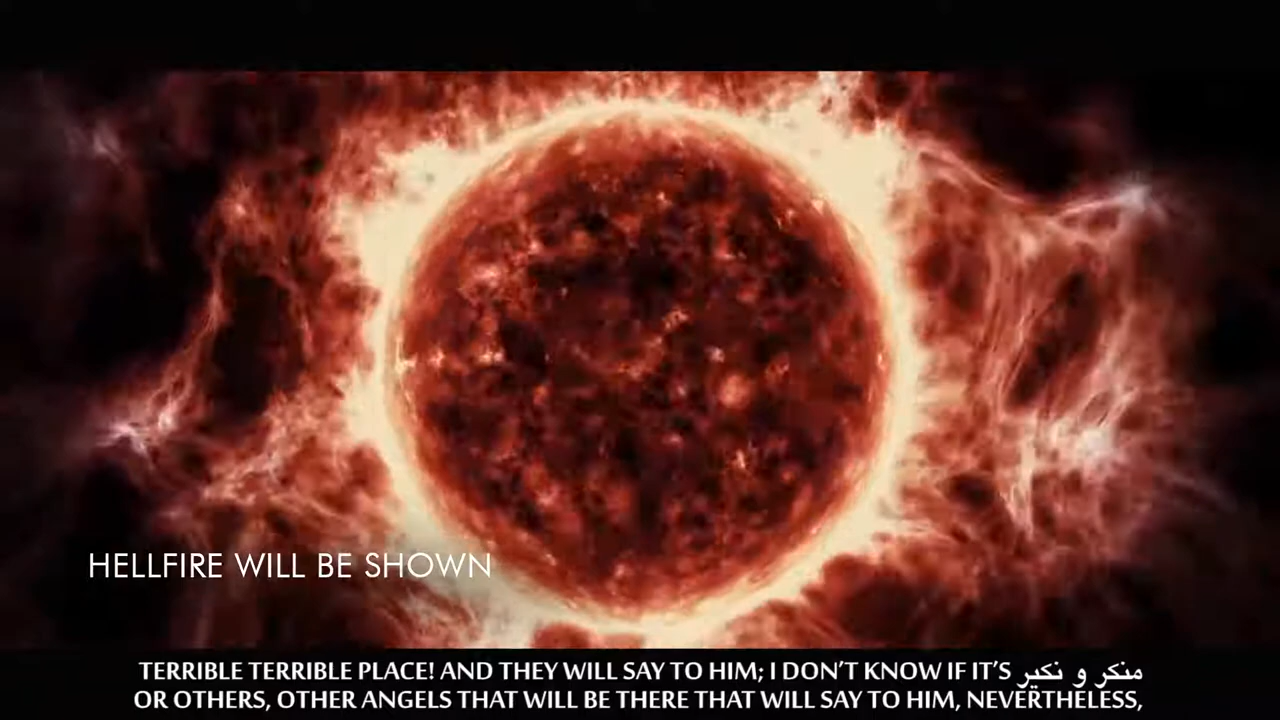 HELLFIRE WILL BE SHOWN
TERRIBLE TERRIBLE PLACE! AND THEY WILL SAY TO HIM; I DON'T KNOW IF IT'S منكر و نكير
OR OTHERS, OTHER ANGELS THAT WILL BE THERE THAT WILL SAY TO HIM, NEVERTHELESS,